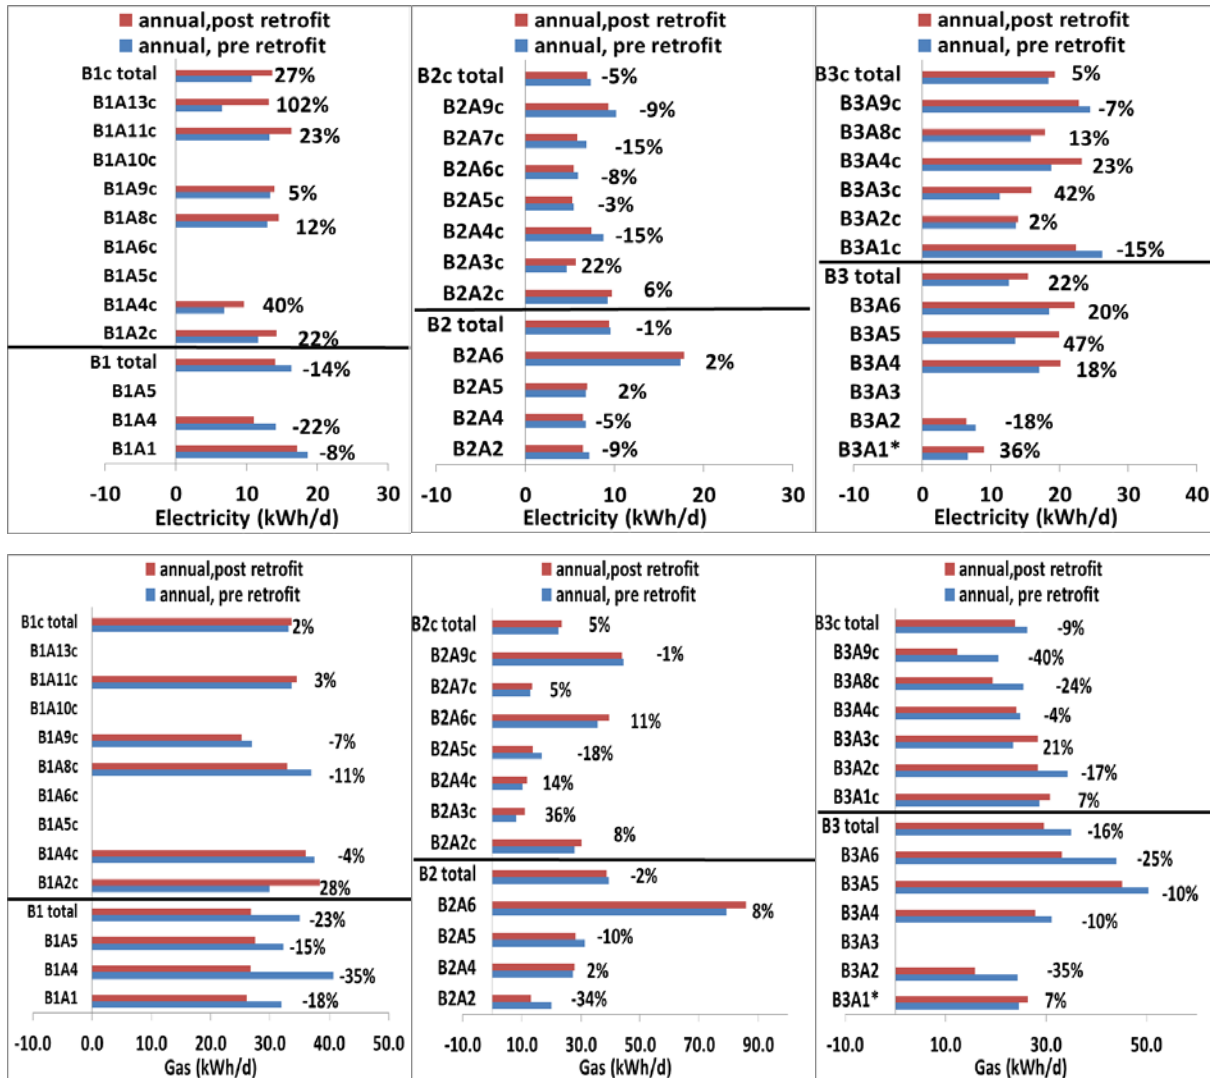 annual,post retrofit
annual, pre retrofit
B1c total 27%
B1A13c 102%
B1A11c 23%
B1A10c
B1A9c 5%
B1A8c 12%
B1A6c
B1A5c
B1A4c 40%
B1A2c 22%
B1 total -14%
B1A5
B1A4 -22%
B1A1 -8%
-10 0 10 20 30
Electricity (kWh/d)
annual,post retrofit
annual, pre retrofit
B2c total -5%
B2A9c -9%
B2A7c -15%
B2A6c -8%
B2A5c -3%
B2A4c -15%
B2A3c 22%
B2A2c 6%
B2 total -1%
B2A6 2%
B2A5 2%
B2A4 -5%
B2A2 -9%
-10 0 10 20 30
Electricity (kWh/d)
annual,post retrofit
annual, pre retrofit
B3c total 5%
B3A9c -7%
B3A8c 13%
B3A4c 23%
B3A3c 42%
B3A2c 2%
B3A1c -15%
B3 total 22%
B3A6 20%
B3A5 47%
B3A4 18%
B3A3
B3A2 -18%
B3A1* 36%
-10 0 10 20 30 40
Electricity (kWh/d)
annual,post retrofit
annual, pre retrofit
B1c total 2%
B1A13c
B1A11c 3%
B1A10c
B1A9c -7%
B1A8c -11%
B1A6c
B1A5c
B1A4c -4%
B1A2c 28%
B1 total -23%
B1A5 -15%
B1A4 -35%
B1A1 -18%
-10.0 0.0 10.0 20.0 30.0 40.0 50.0
Gas (kWh/d)
annual,post retrofit
annual, pre retrofit
B2c total 5%
B2A9c -1%
B2A7c 5%
B2A6c 11%
B2A5c -18%
B2A4c 14%
B2A3c 36%
B2A2c 8%
B2 total -2%
B2A6 8%
B2A5 -10%
B2A4 2%
B2A2 -34%
-10.0 10.0 30.0 50.0 70.0 90.0
Gas (kWh/d)
annual,post retrofit
annual, pre retrofit
B3c total -9%
B3A9c -40%
B3A8c -24%
B3A4c -4%
B3A3c 21%
B3A2c -17%
B3A1c 7%
B3 total -16%
B3A6 -25%
B3A5 -10%
B3A4 -10%
B3A3
B3A2 -35%
B3A1* 7%
-10.0 10.0 30.0 50.0
Gas (kWh/d)